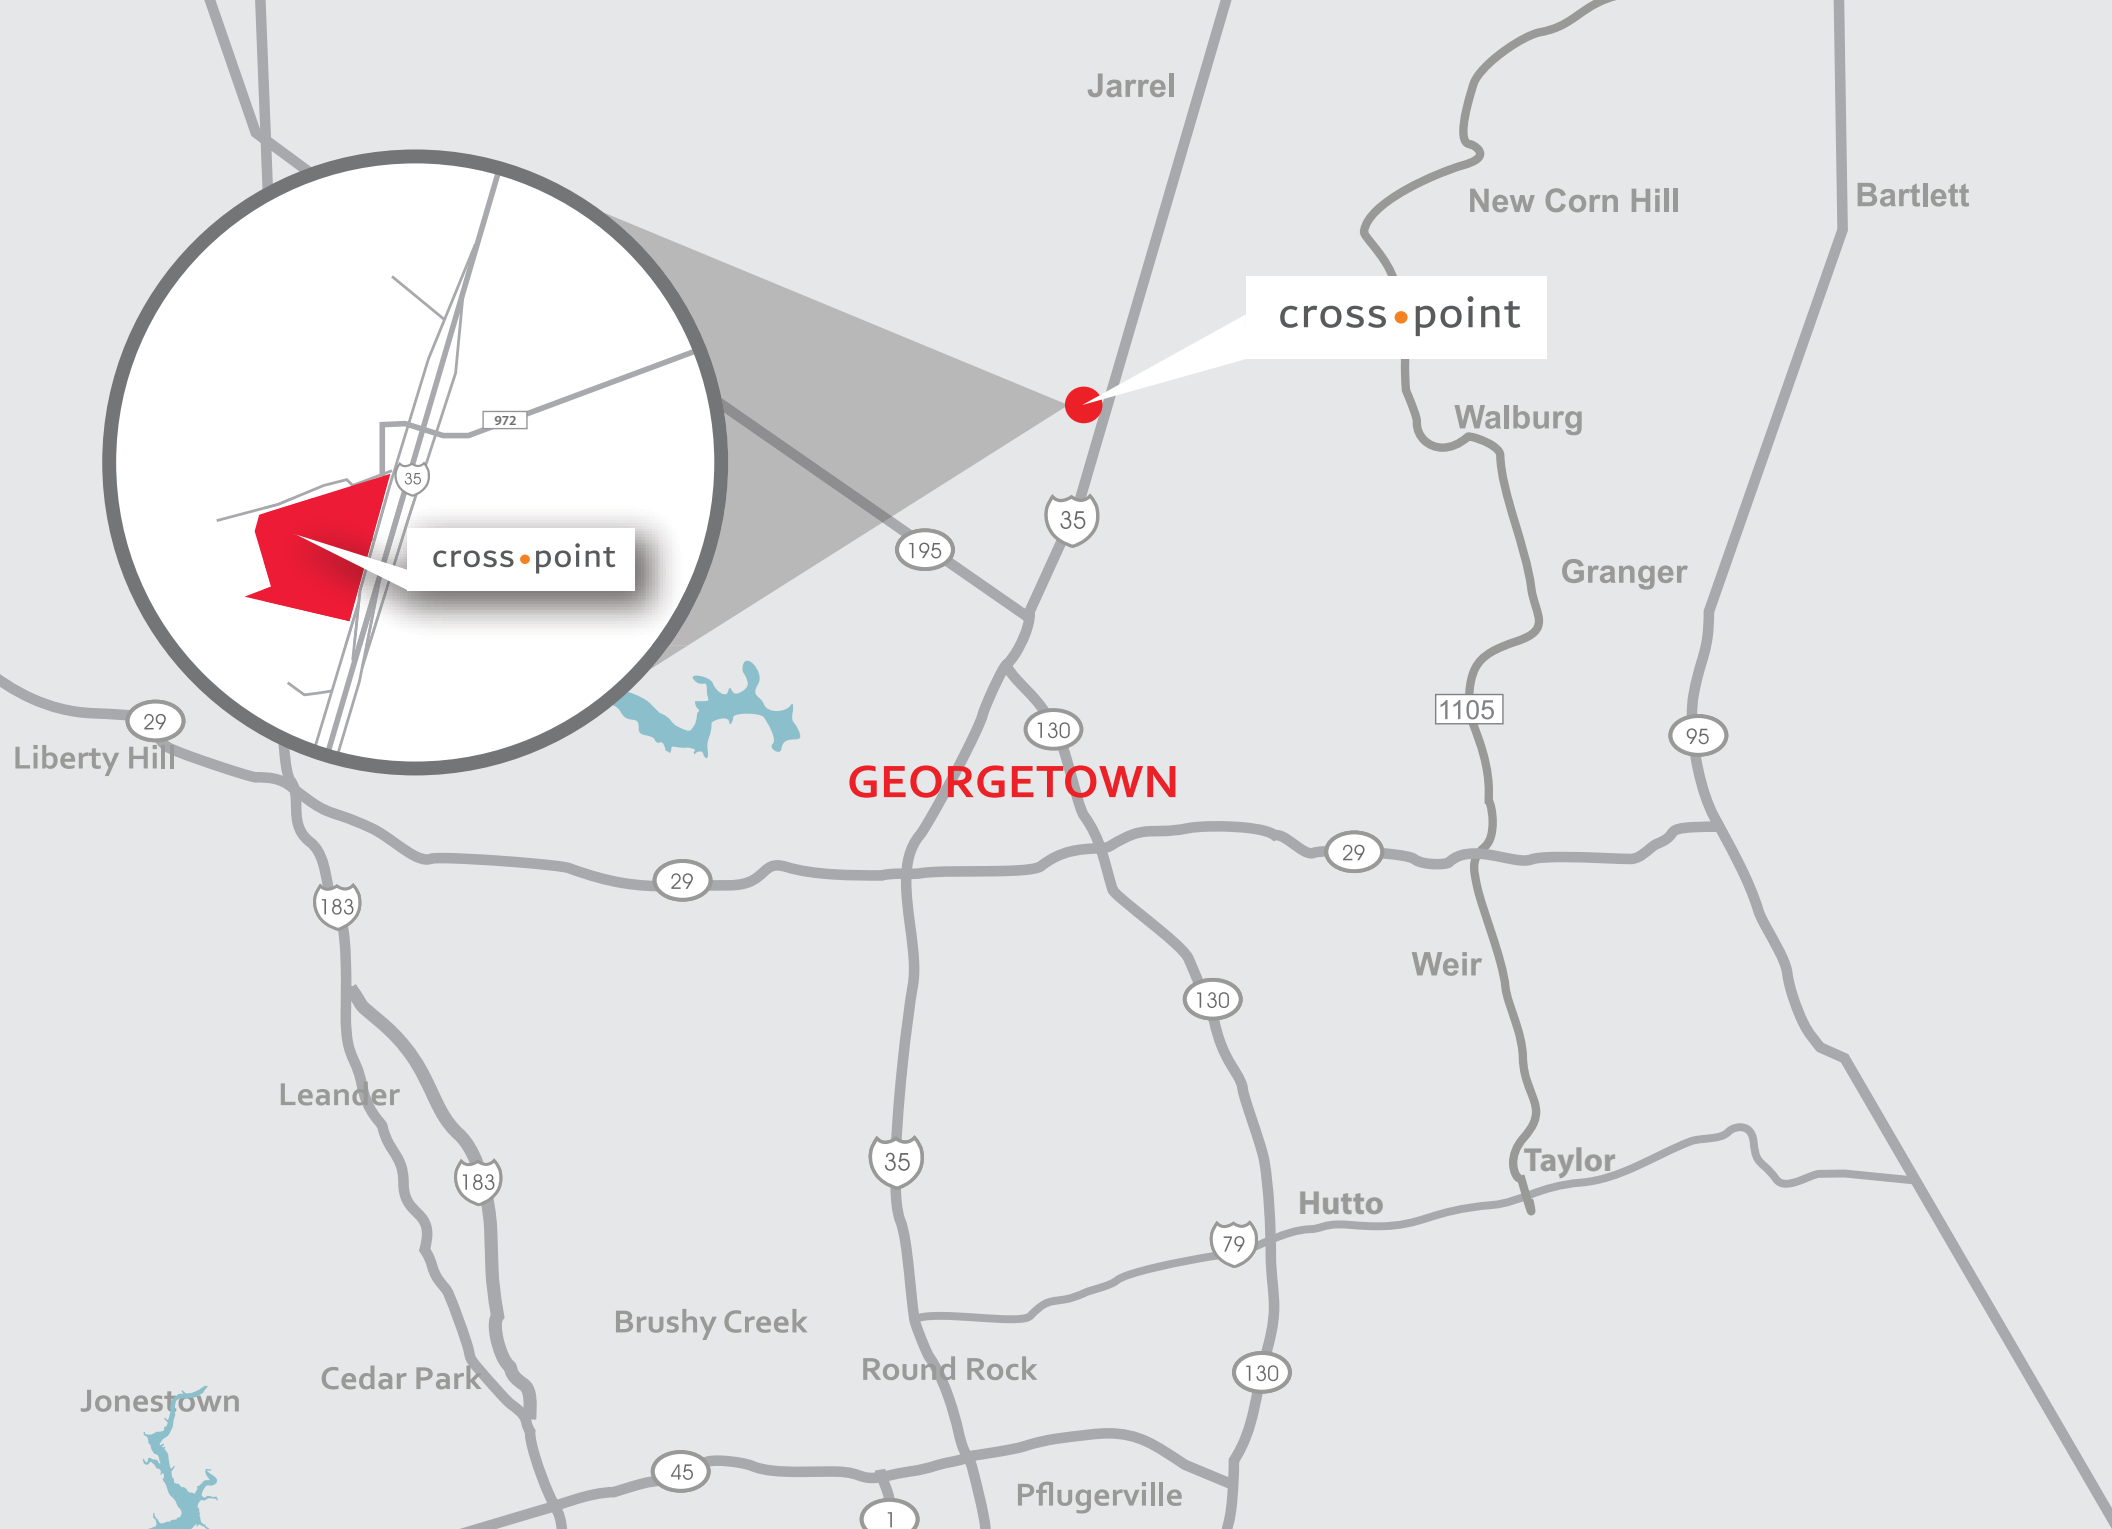 Jarrel
New Corn Hill
Bartlett
cross•point
Walburg
972
35
cross•point
35
195
Granger
1105
29
Liberty Hill
130
95
GEORGETOWN
29
29
183
Weir
130
Leander
35
183
Taylor
Hutto
79
Brushy Creek
Round Rock
Cedar Park
130
Jonestown
45
Pflugerville
1